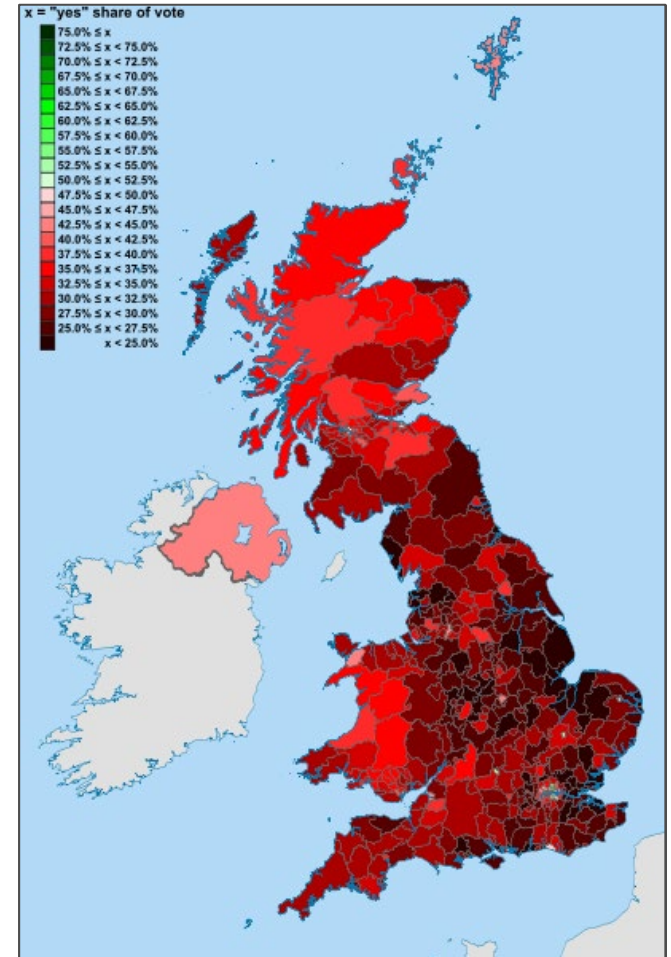 x = "yes" share of vote
75.0% ≤ x
72.5% ≤ x < 75.0%
70.0% ≤ x < 72.5%
67.5% ≤ x < 70.0%
65.0% ≤ x < 67.5%
62.5% ≤ x < 65.0%
60.0% ≤ x < 62.5%
57.5% ≤ x < 60.0%
55.0% ≤ x < 57.5%
52.5% ≤ x < 55.0%
50.0% ≤ x < 52.5%
47.5% ≤ x < 50.0%
45.0% ≤ x < 47.5%
42.5% ≤ x < 45.0%
40.0% ≤ x < 42.5%
37.5% ≤ x < 40.0%
35.0% ≤ x < 37.5%
32.5% ≤ x < 35.0%
30.0% ≤ x < 32.5%
27.5% ≤ x < 30.0%
25.0% ≤ x < 27.5%
x < 25.0%